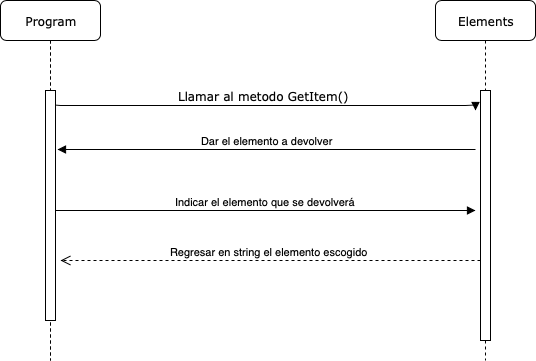 Program
Elements
Llamar al metodo GetItem()
Dar el elemento a devolver
Indicar el elemento que se devolverá
Regresar en string el elemento escogido